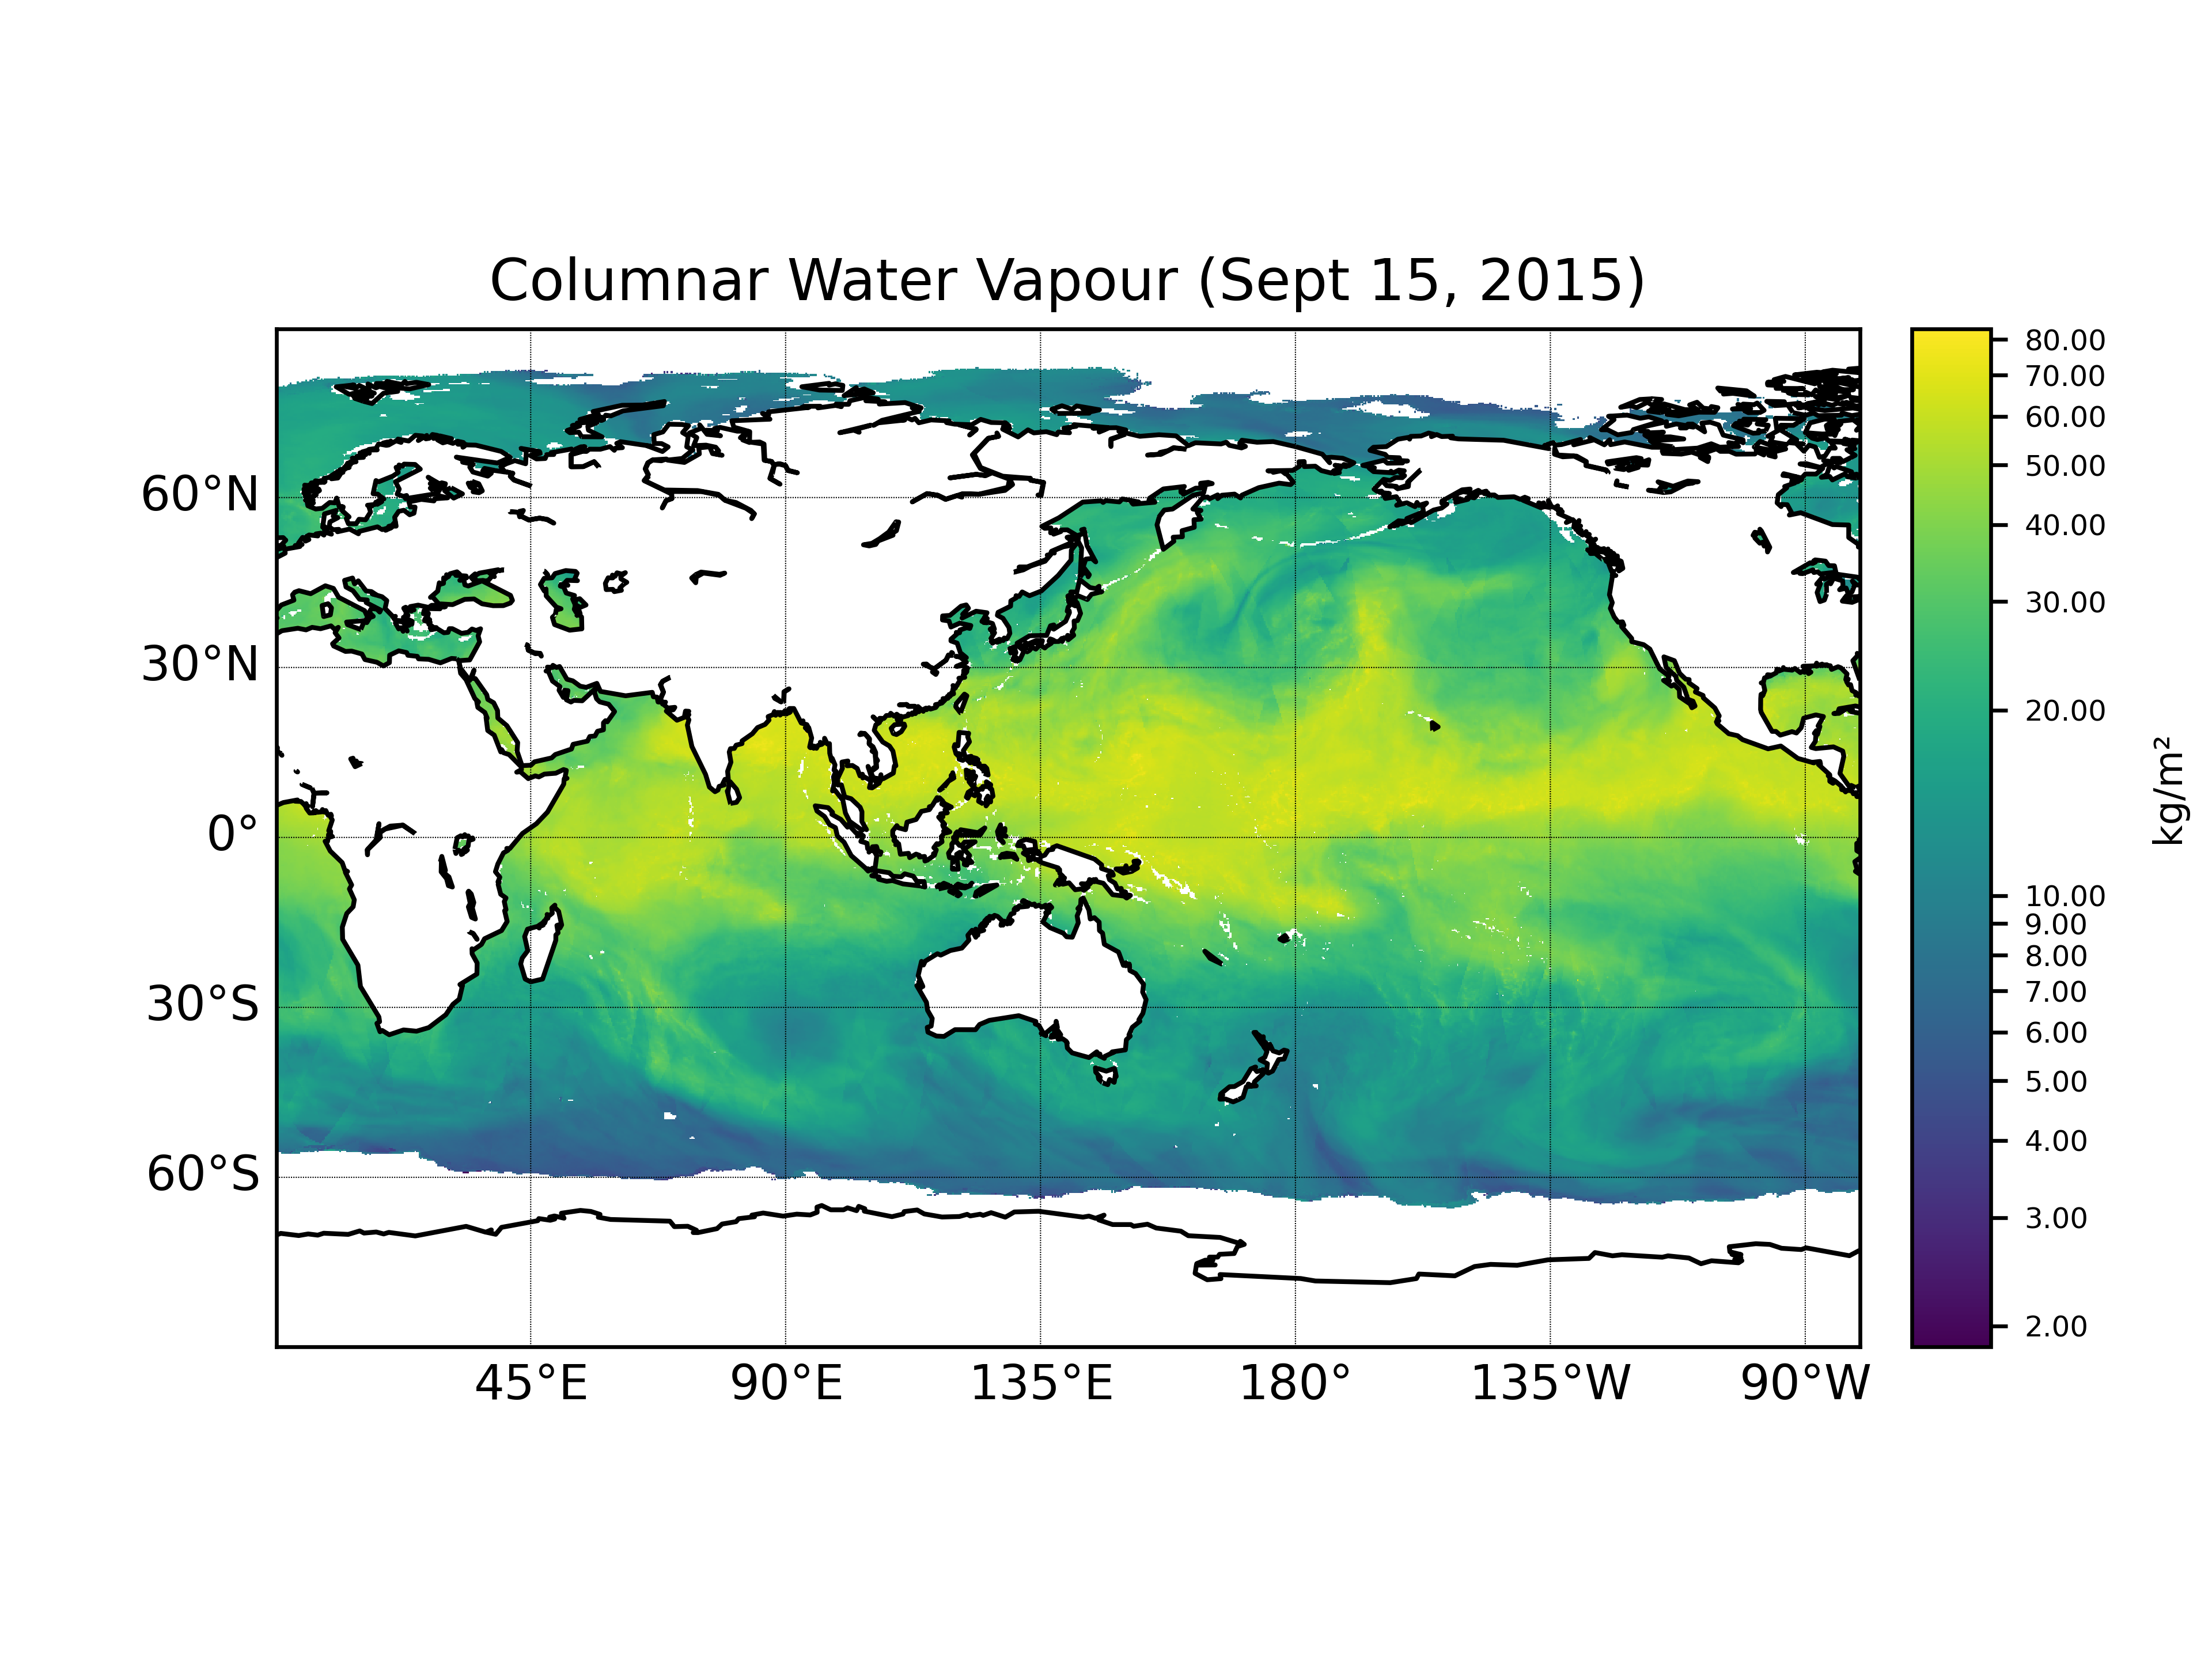 Columnar Water Vapour (Sept 15, 2015)
60°N
30°N
0°
30°S
60°S
45°E
90°E
135°E
180°
135°W
90°W
80.00
70.00
60.00
50.00
40.00
30.00
20.00
10.00
9.00
8.00
7.00
6.00
5.00
4.00
3.00
2.00
kg/m²